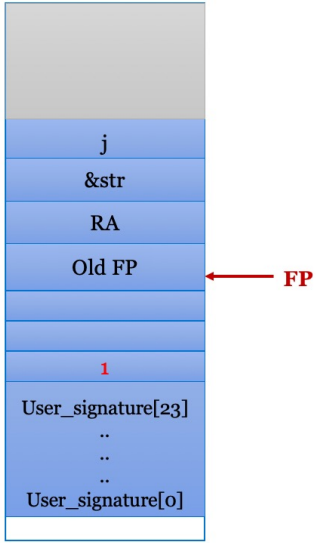 j
&str
RA
Old FP
FP
1
User_signature[23]
..
..
..
User_signature[0]